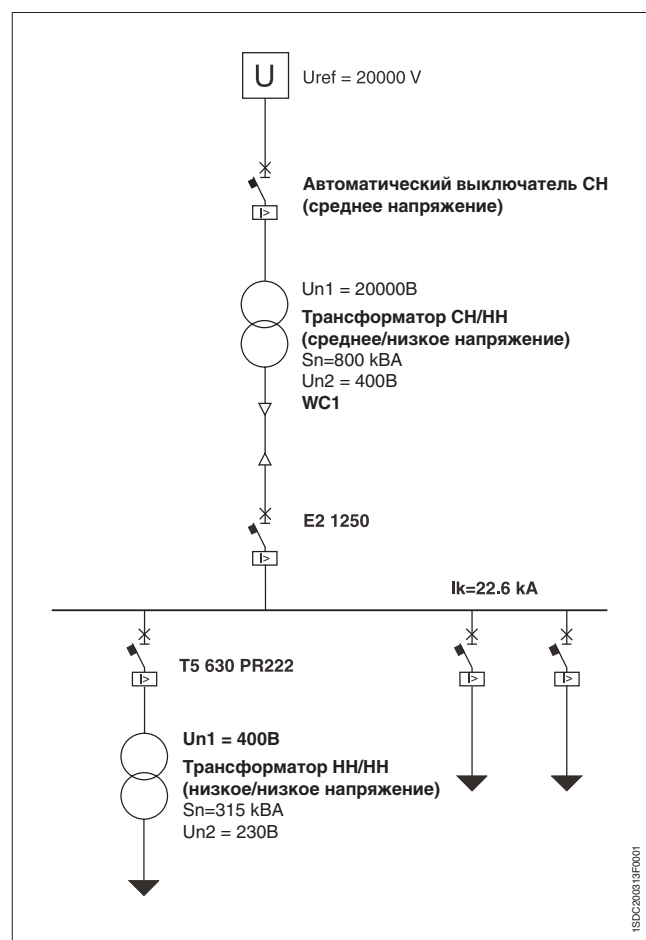 U
Uref = 20000 V
Автоматический выключатель СН
(среднее напряжение)
I>
Un1 = 20000В
Трансформатор СН/НН
(среднее/низкое напряжение)
Sn=800 kBA
Un2 = 400В
WC1
E2 1250
I>
Ik=22.6 kA
T5 630 PR222
I>
I>
I>
Un1 = 400В
Трансформатор НН/НН
(низкое/низкое напряжение)
Sn=315 kBA
Un2 = 230В
1SDC200313F0001